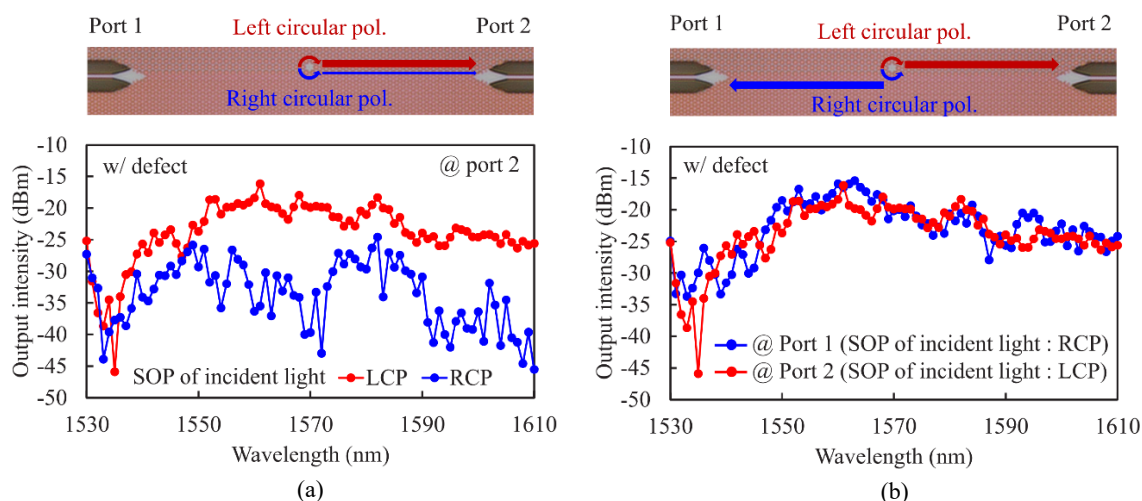 Port 1
Left circular pol.
Port 2
Right circular pol.
Output intensity (dBm)
-10
-15
-20
-25
-30
-35
-40
-45
-50
w/ defect
@ port 2
SOP of incident light
LCP
RCP
1530
1550
1570
1590
1610
Wavelength (nm)
(a)
Port 1
Left circular pol.
Port 2
Right circular pol.
Output intensity (dBm)
-10
-15
-20
-25
-30
-35
-40
-45
-50
w/ defect
@ Port 1 (SOP of incident light : RCP)
@ Port 2 (SOP of incident light : LCP)
1530
1550
1570
1590
1610
Wavelength (nm)
(b)